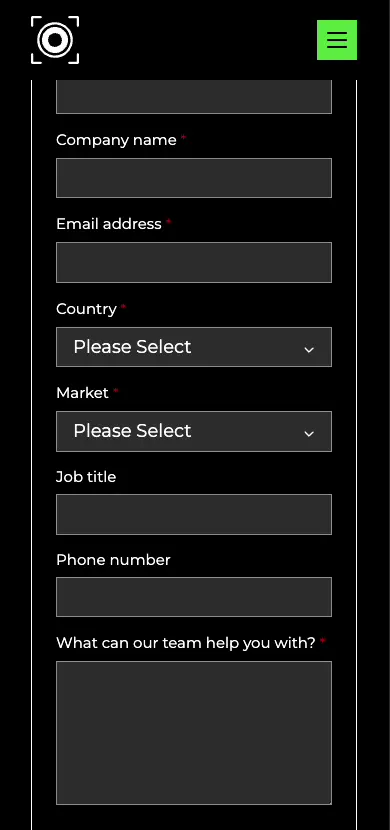 Company name *
Email address *
Country *
Please Select
Market *
Please Select
Job title
Phone number
What can our team help you with? *